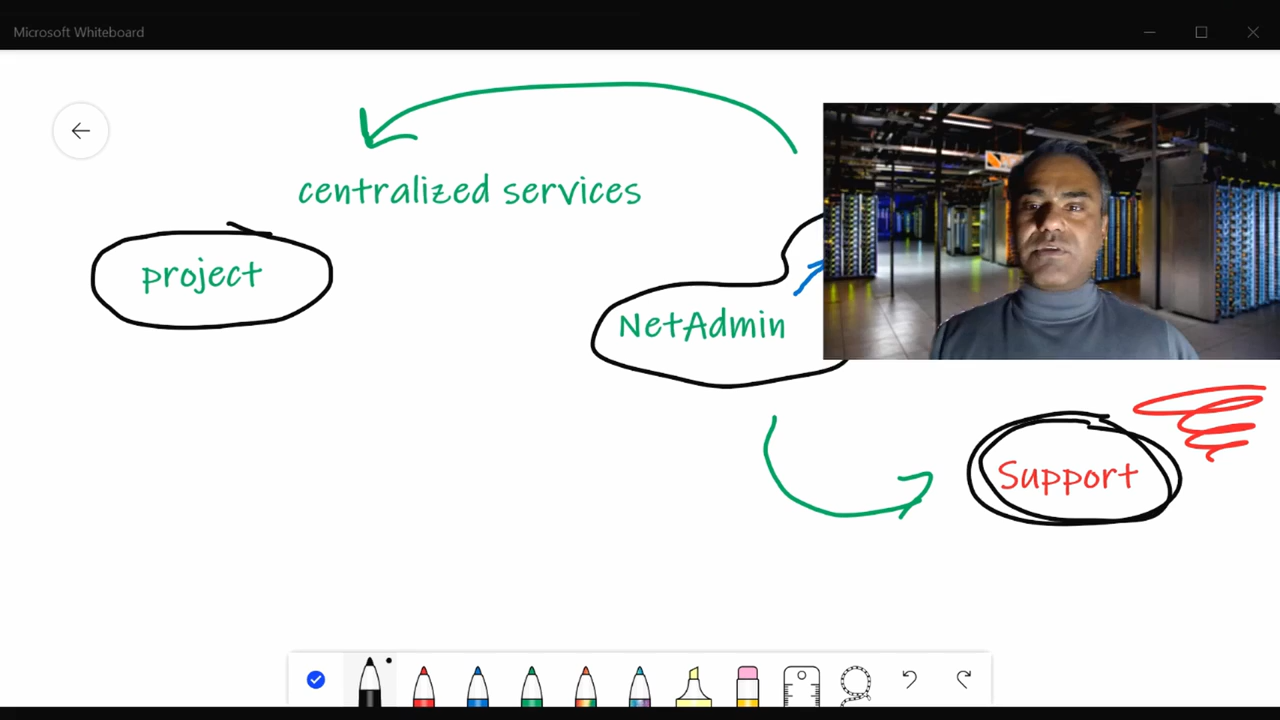 Microsoft Whiteboard
centralized services
project
NetAdmin
Support